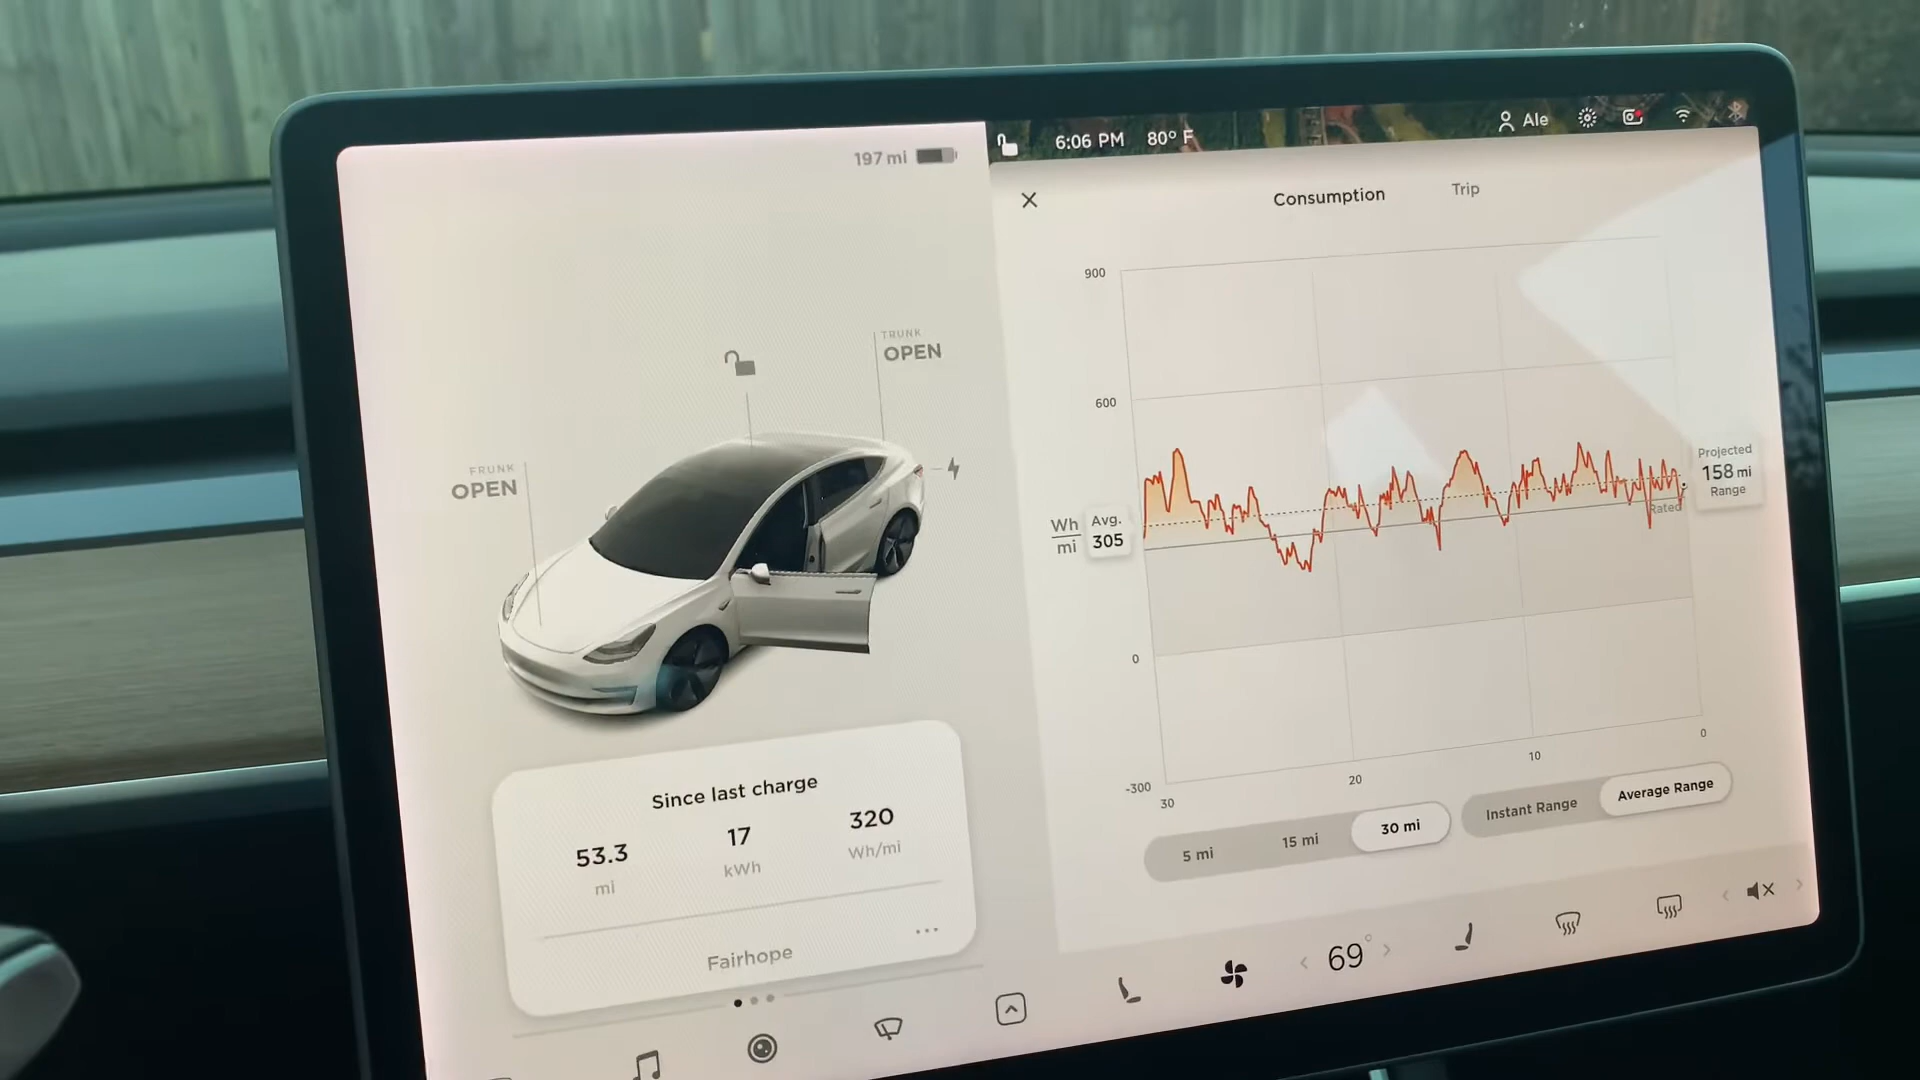 197 mi
6:06 PM 80° F
Ale
Consumption Trip
TRUNK
OPEN
FRUNK
OPEN
900
600
0
-300
Wh
mi
Avg.
305
Rated
Projected
158 mi
Range
30 20 10 0
5 mi 15 mi 30 mi
Instant Range Average Range
Since last charge
53.3 17 320
mi kWh Wh/mi
Fairhope
...
< 69° >